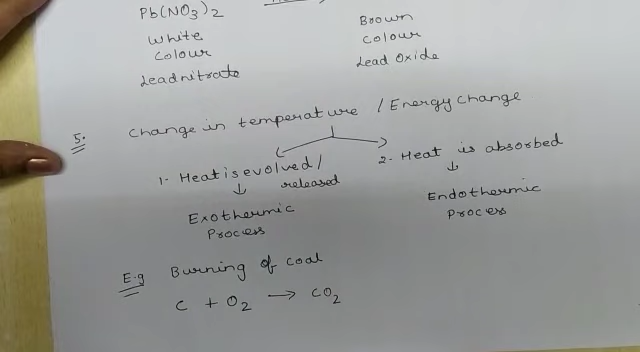 Pb(NO3)2
White
Colour
Lead nitrate
Brown
Colour
Lead Oxide
5. Change in temperature / Energy Change
1- Heat is evolved / released
↓
Exothermic
Process
2- Heat is absorbed
↓
Endothermic
Process
E.g Burning of coal
C + O2 → CO2